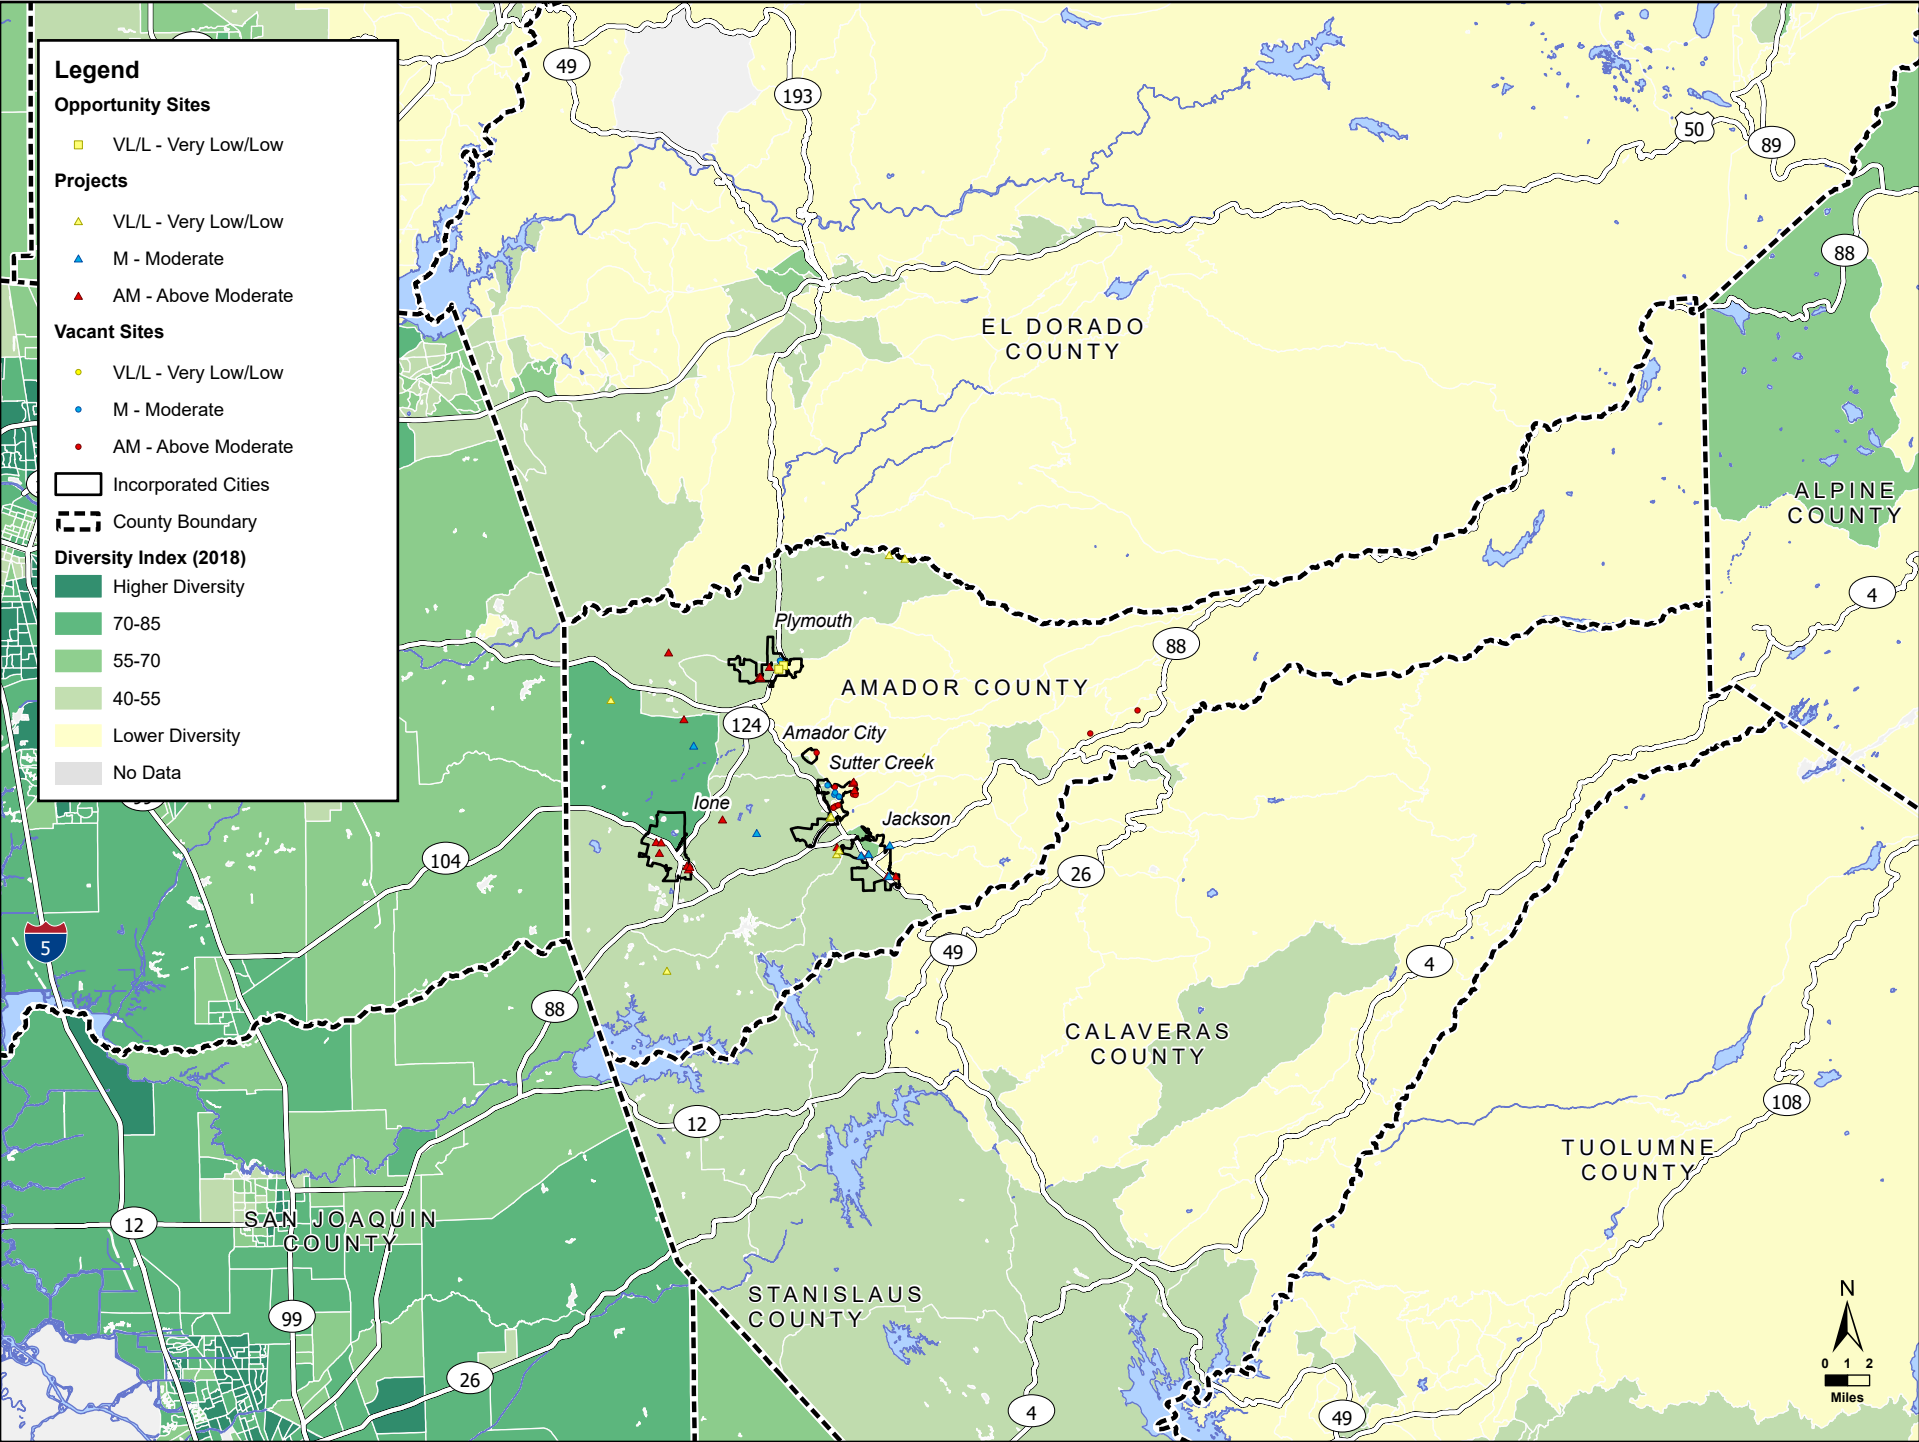 Legend
Opportunity Sites
VL/L - Very Low/Low
Projects
VL/L - Very Low/Low
M - Moderate
AM - Above Moderate
Vacant Sites
VL/L - Very Low/Low
M - Moderate
AM - Above Moderate
Incorporated Cities
County Boundary
Diversity Index (2018)
Higher Diversity
70-85
55-70
40-55
Lower Diversity
No Data
49
193
50
89
88
EL DORADO
COUNTY
ALPINE
COUNTY
4
Plymouth
88
AMADOR COUNTY
124
Amador City
Sutter Creek
Ione
Jackson
104
26
5
49
4
88
CALAVERAS
COUNTY
12
108
TUOLUMNE
COUNTY
12
SAN JOAQUIN
COUNTY
STANISLAUS
COUNTY
99
26
4
49
N
0 1 2
Miles